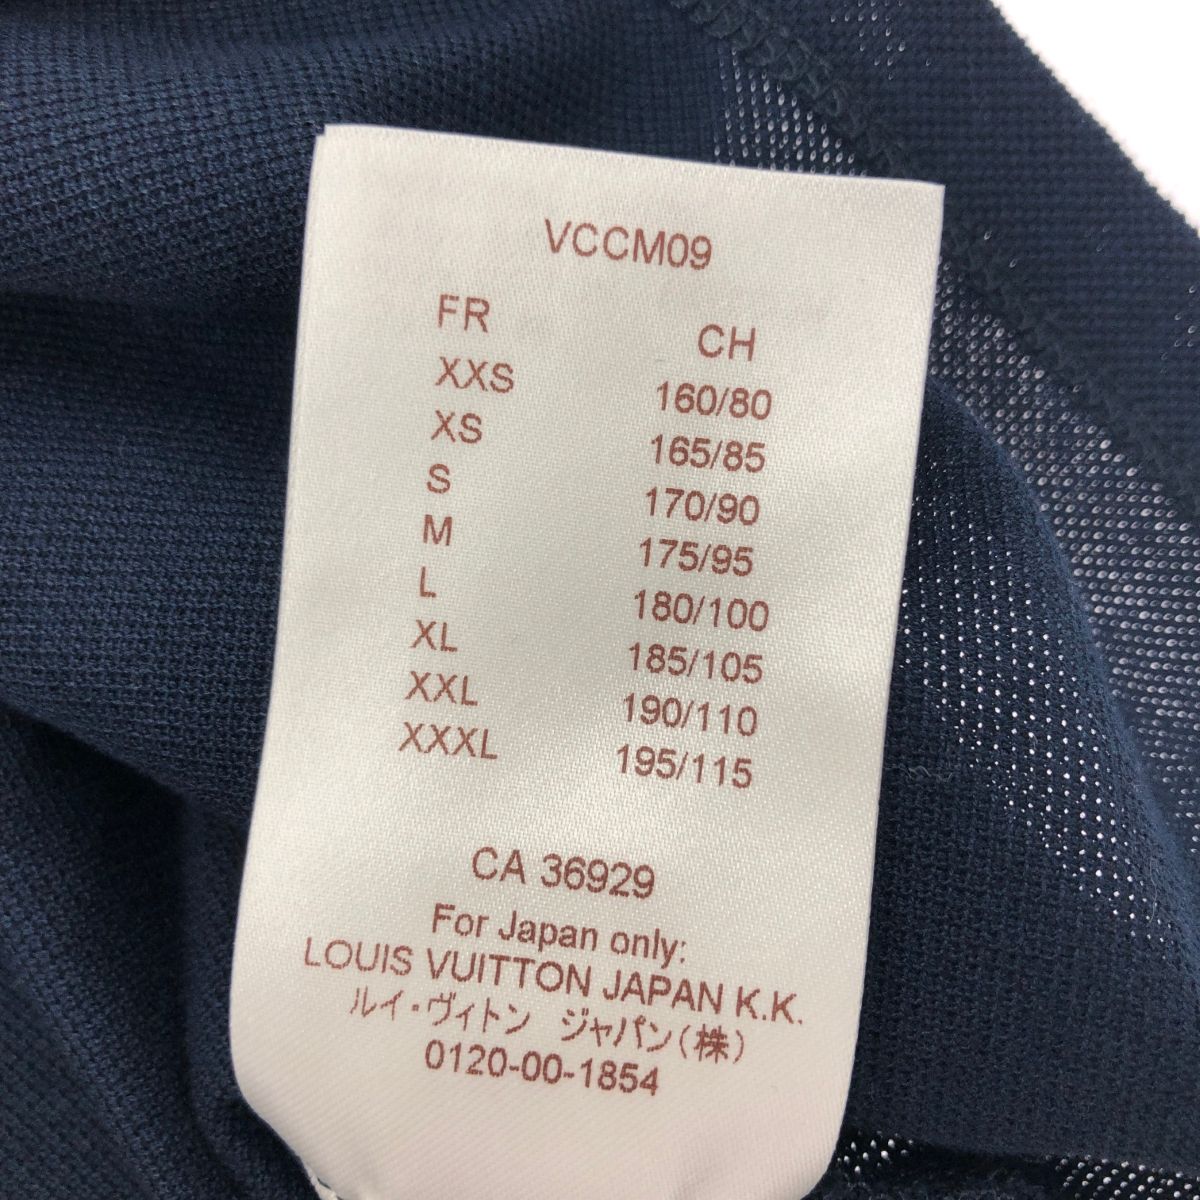 VCCM09
FR CH
XXS 160/80
XS 165/85
S 170/90
M 175/95
L 180/100
XL 185/105
XXL 190/110
XXXL 195/115
CA 36929
For Japan only:
LOUIS VUITTON JAPAN K.K.
ルイ・ヴィトン ジャパン(株)
0120-00-1854